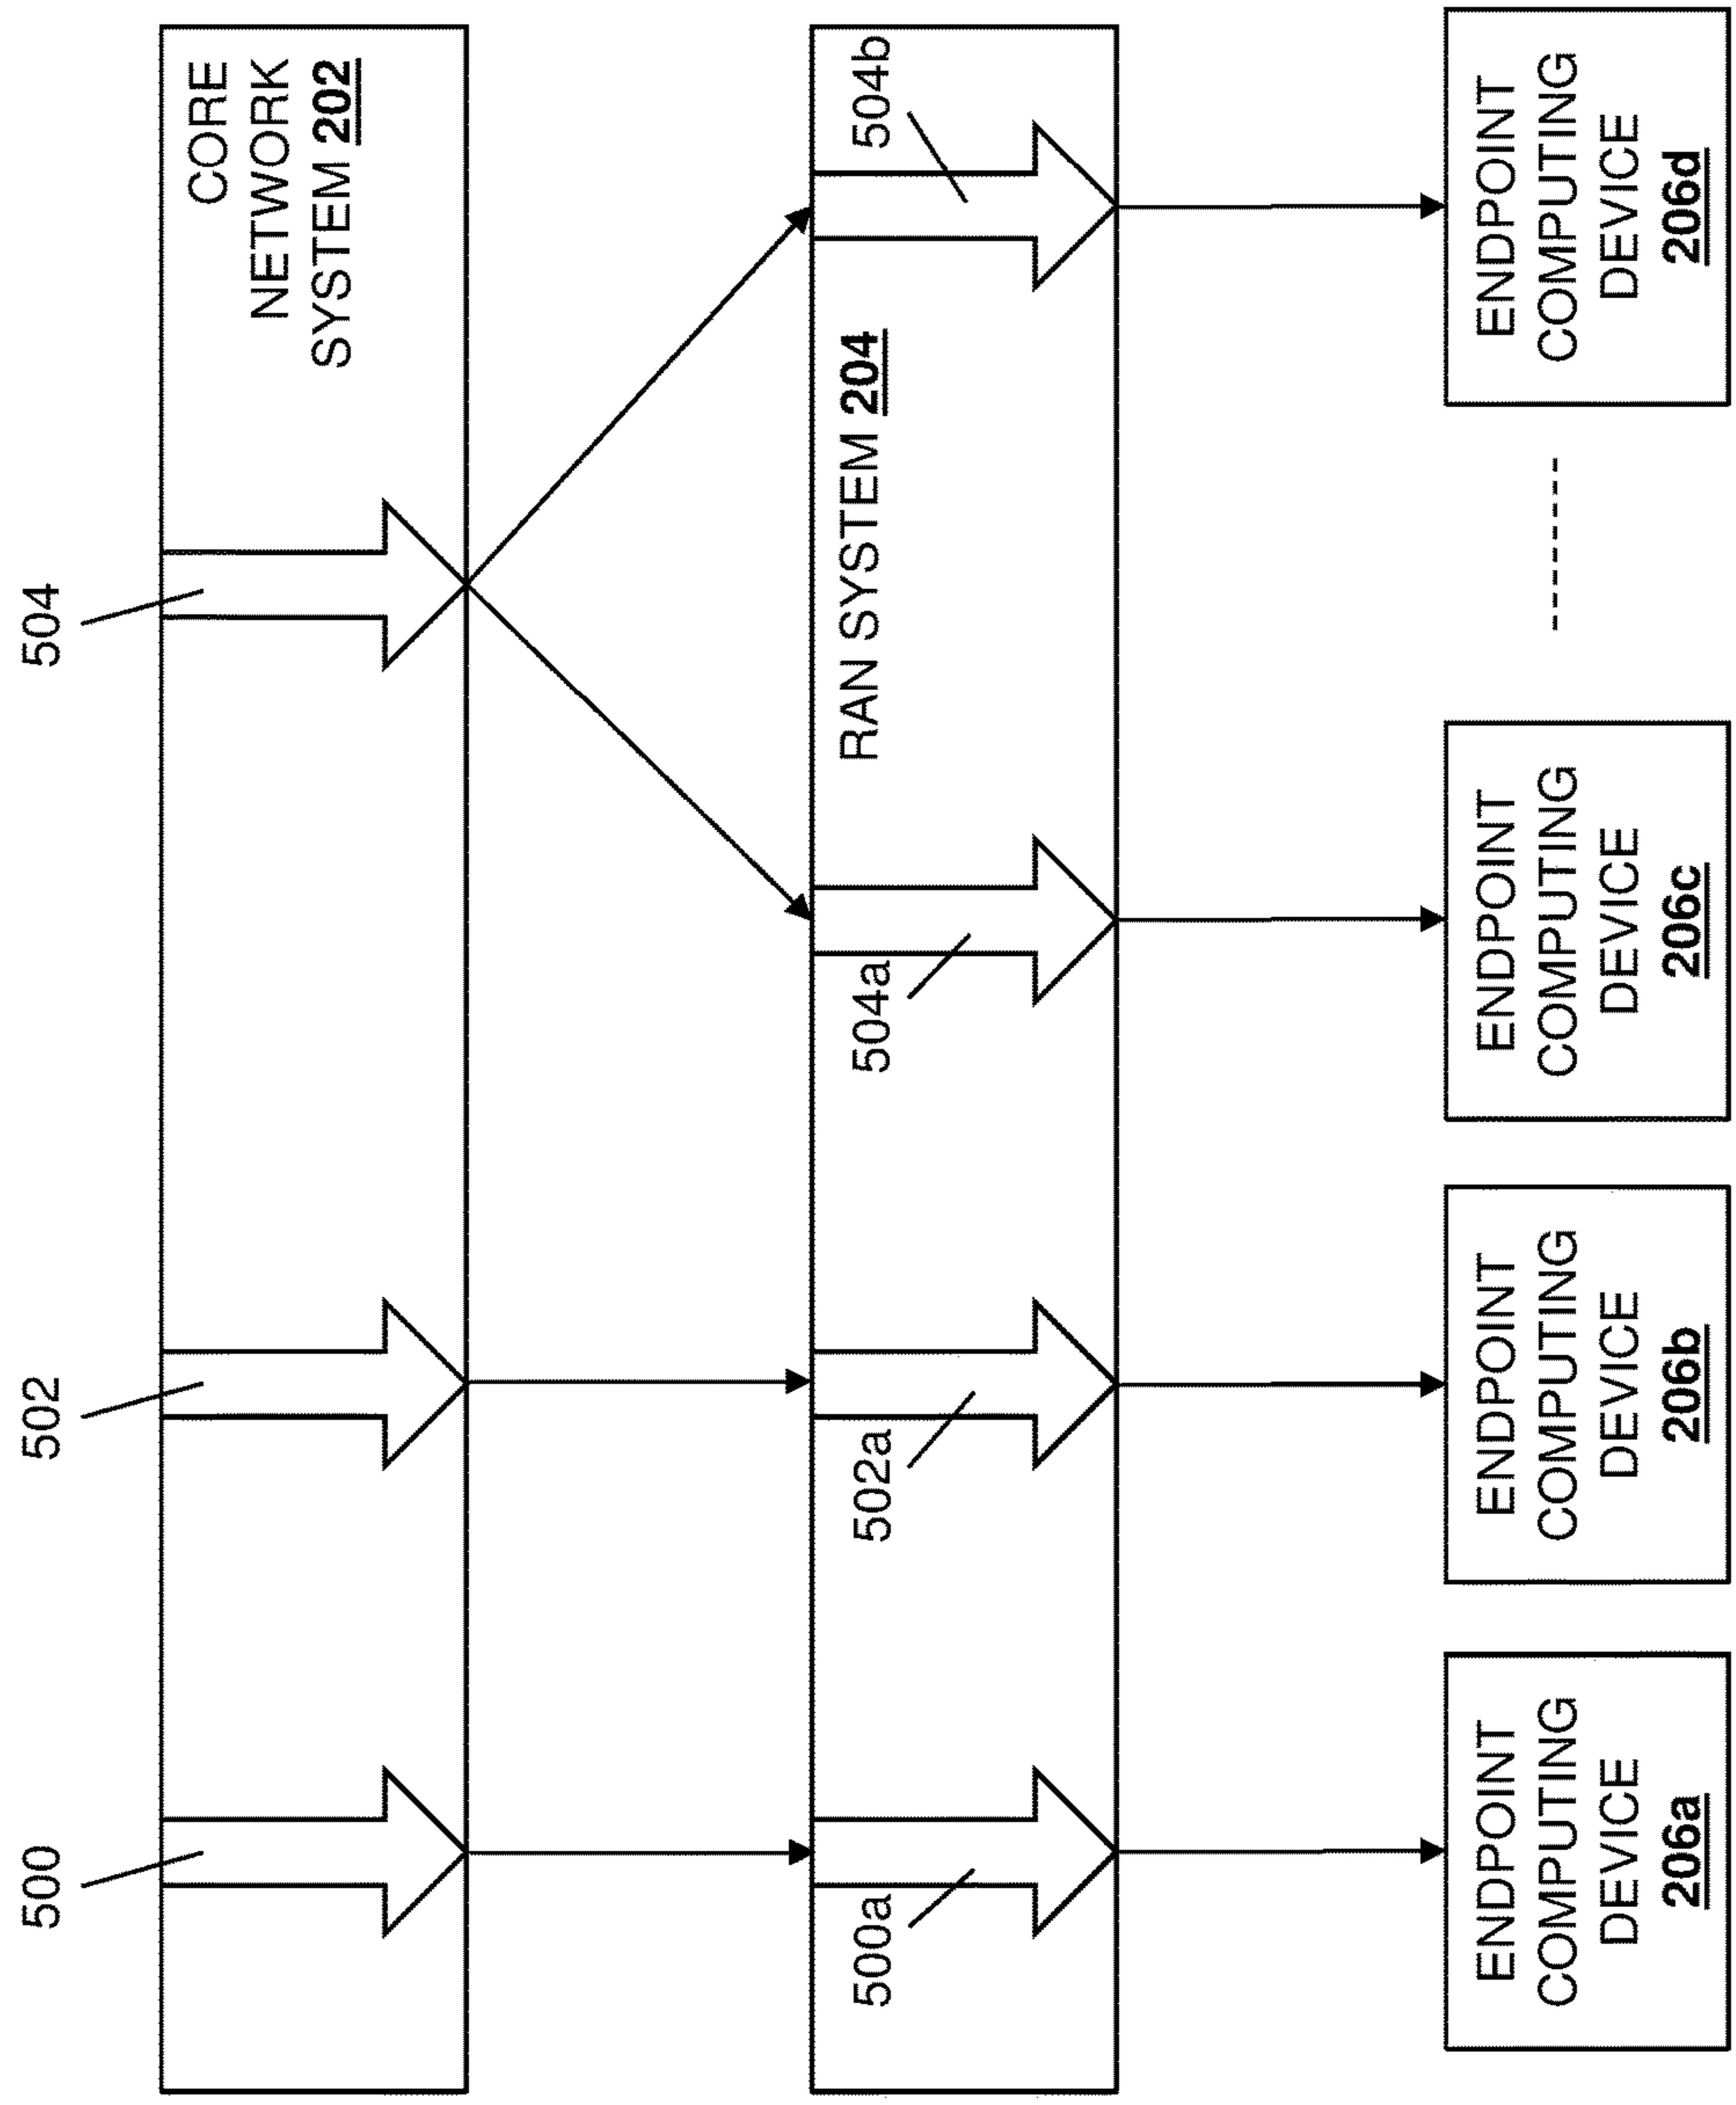 500
502
504
CORE
NETWORK
SYSTEM 202
500a
502a
504a
RAN SYSTEM 204
504b
ENDPOINT
COMPUTING
DEVICE
206a
ENDPOINT
COMPUTING
DEVICE
206b
ENDPOINT
COMPUTING
DEVICE
206c
ENDPOINT
COMPUTING
DEVICE
206d